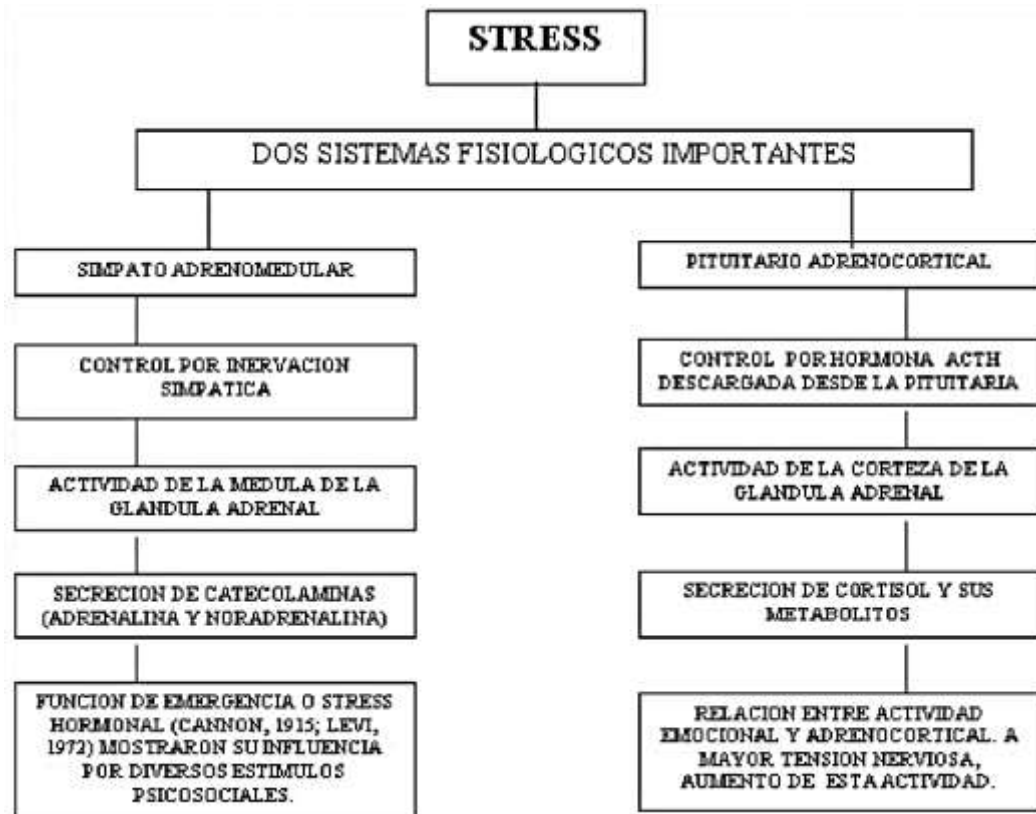 STRESS
DOS SISTEMAS FISIOLOGICOS IMPORTANTES
SIMPATO ADRENOMEDULAR
CONTROL POR INERVACION
SIMPATICA
ACTIVIDAD DE LA MEDULA DE LA
GLANDULA ADRENAL
SECRECION DE CATECOLAMINAS
(ADRENALINA Y NORADRENALINA)
FUNCION DE EMERGENCIA O STRESS
HORMONAL (CANNON, 1915; LEVI,
1972) MOSTRARON SU INFLUENCIA
POR DIVERSOS ESTIMULOS
PSICOSOCIALES.
PITUITARIO ADRENOCORTICAL
CONTROL POR HORMONA ACTH
DESCARGADA DESDE LA PITUITARIA
ACTIVIDAD DE LA CORTEZA DE LA
GLANDULA ADRENAL
SECRECION DE CORTISOL Y SUS
METABOLITOS
RELACION ENTRE ACTIVIDAD
EMOCIONAL Y ADRENOCORTICAL. A
MAYOR TENSION NERVIOSA,
AUMENTO DE ESTA ACTIVIDAD.